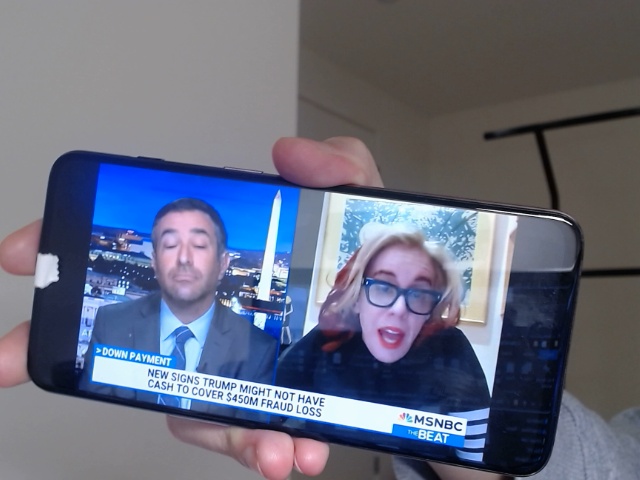 >DOWN PAYMENT
NEW SIGNS TRUMP MIGHT NOT HAVE
CASH TO COVER $450M FRAUD LOSS
MSNBC
THE BEAT